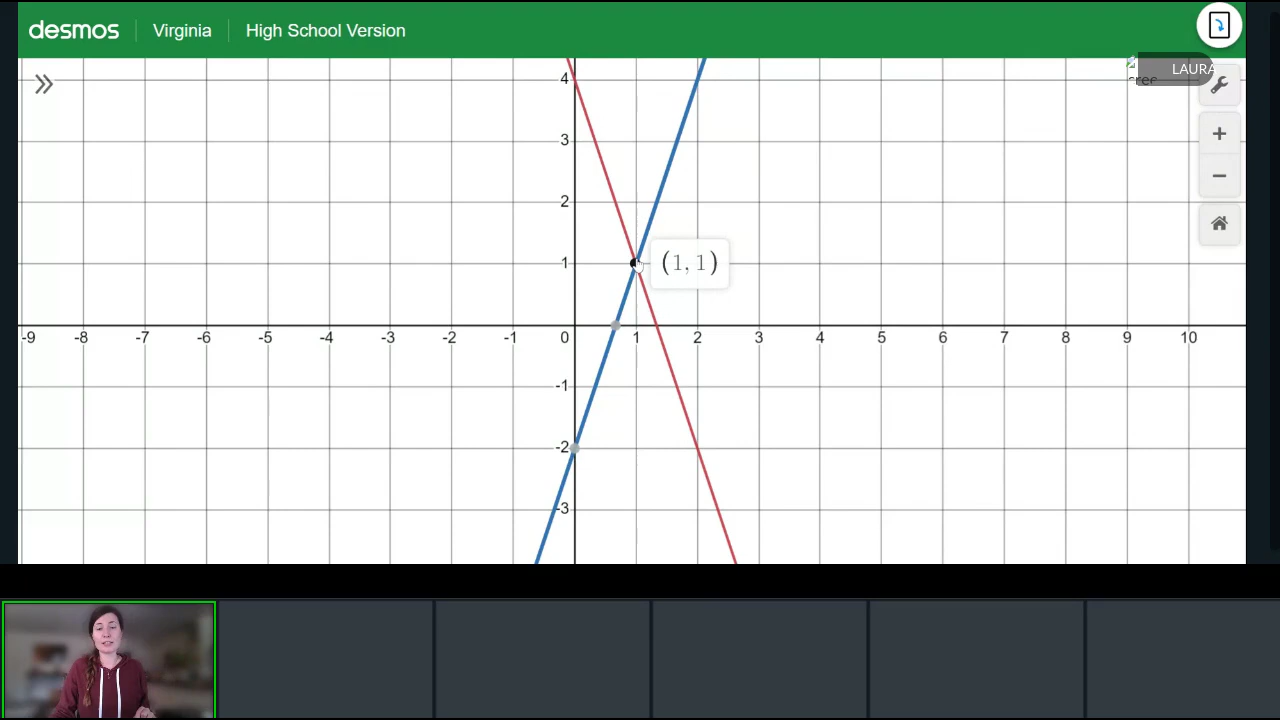 desmos Virginia High School Version
LAURA
4
3
2
1
(1, 1)
-9 -8 -7 -6 -5 -4 -3 -2 -1 0 1 2 3 4 5 6 7 8 9 10
-1
-2
-3